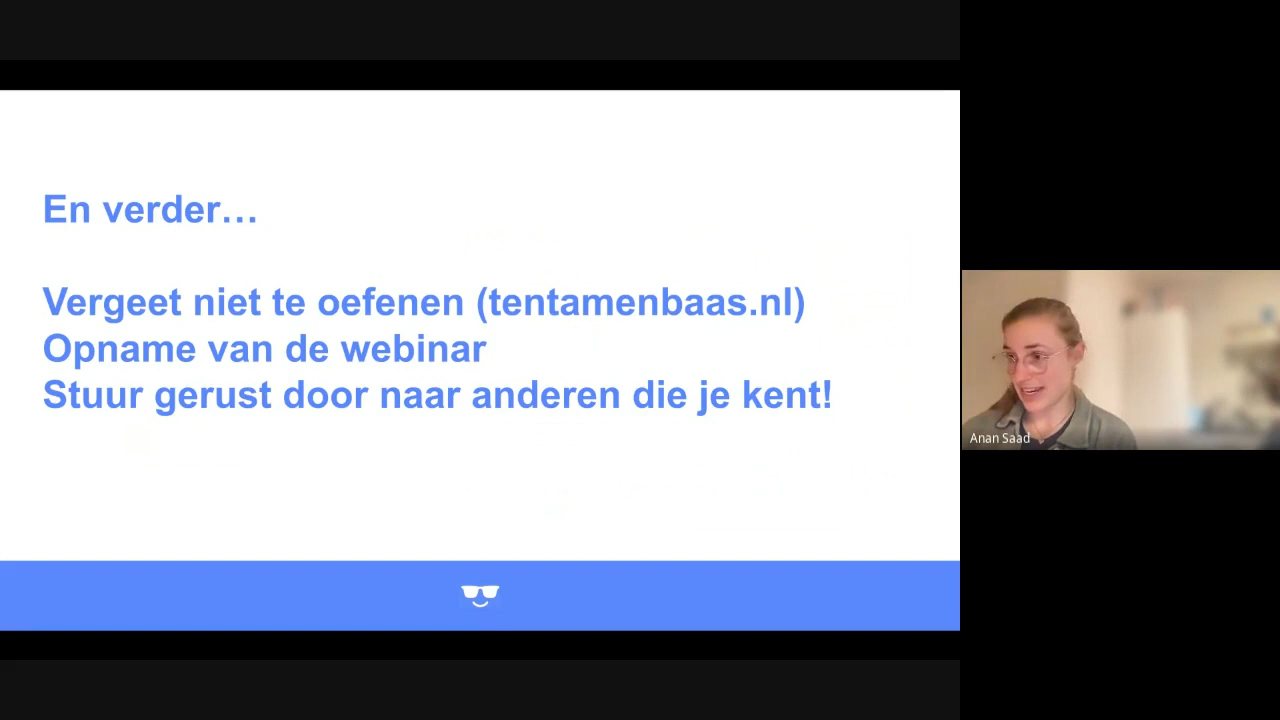 En verder…
Vergeet niet te oefenen (tentamenbaas.nl)
Opname van de webinar
Stuur gerust door naar anderen die je kent!
Anan Saad